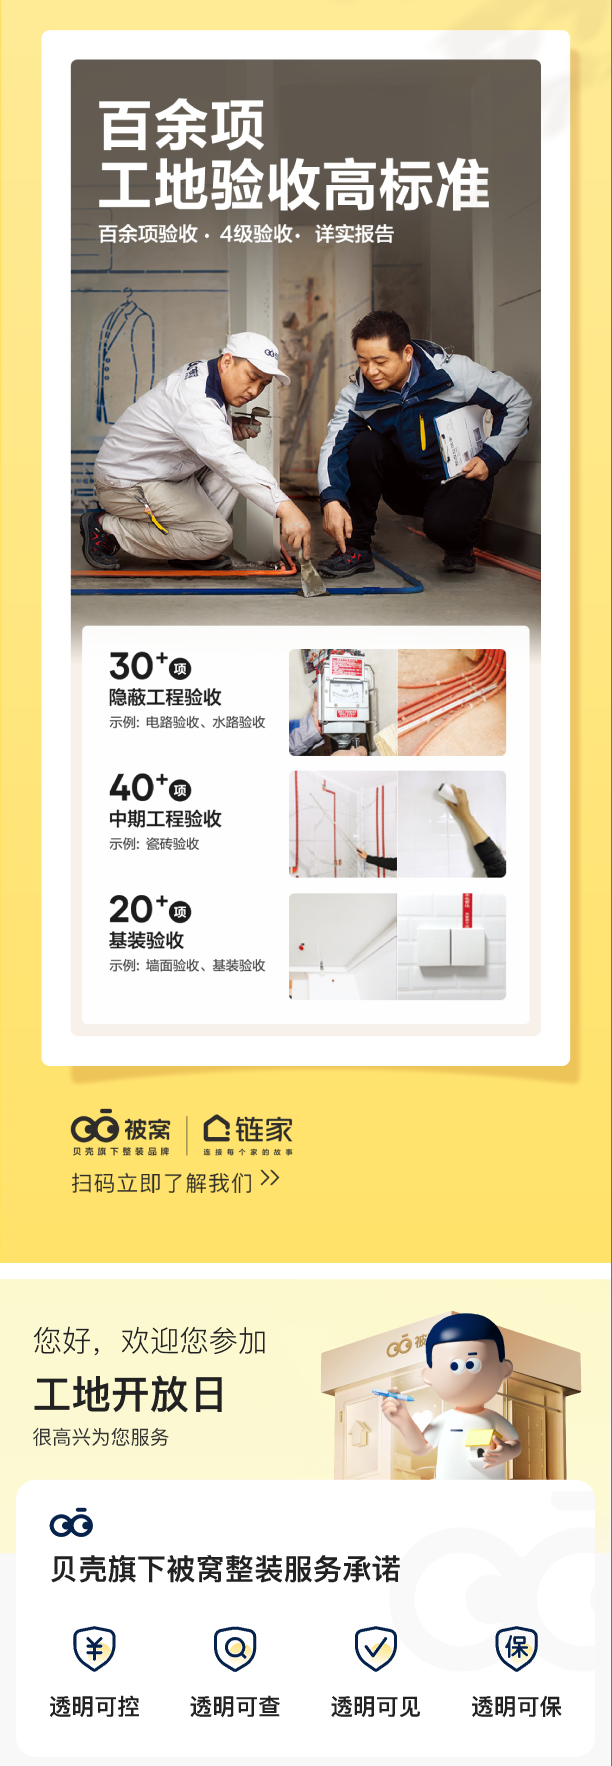 百余项
工地验收高标准
百余项验收 · 4级验收· 详实报告
30+项
隐蔽工程验收
示例: 电路验收、水路验收
40+项
中期工程验收
示例: 瓷砖验收
20+项
基装验收
示例: 墙面验收、基装验收
被窝 | 链家
贝壳旗下整装品牌 连接每个家的故事
扫码立即了解我们 >>
您好，欢迎您参加
工地开放日
很高兴为您服务
被
贝壳旗下被窝整装服务承诺
¥
保
透明可控 透明可查 透明可见 透明可保